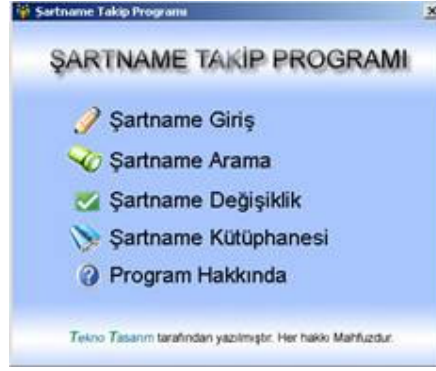 Şartname Takip Programı
ŞARTNAME TAKİP PROGRAMI
Şartname Giriş
Şartname Arama
Şartname Değişiklik
Şartname Kütüphanesi
Program Hakkında
Tekno Tasarım tarafından yazılmıştır. Her hakkı Mahfuzdur.